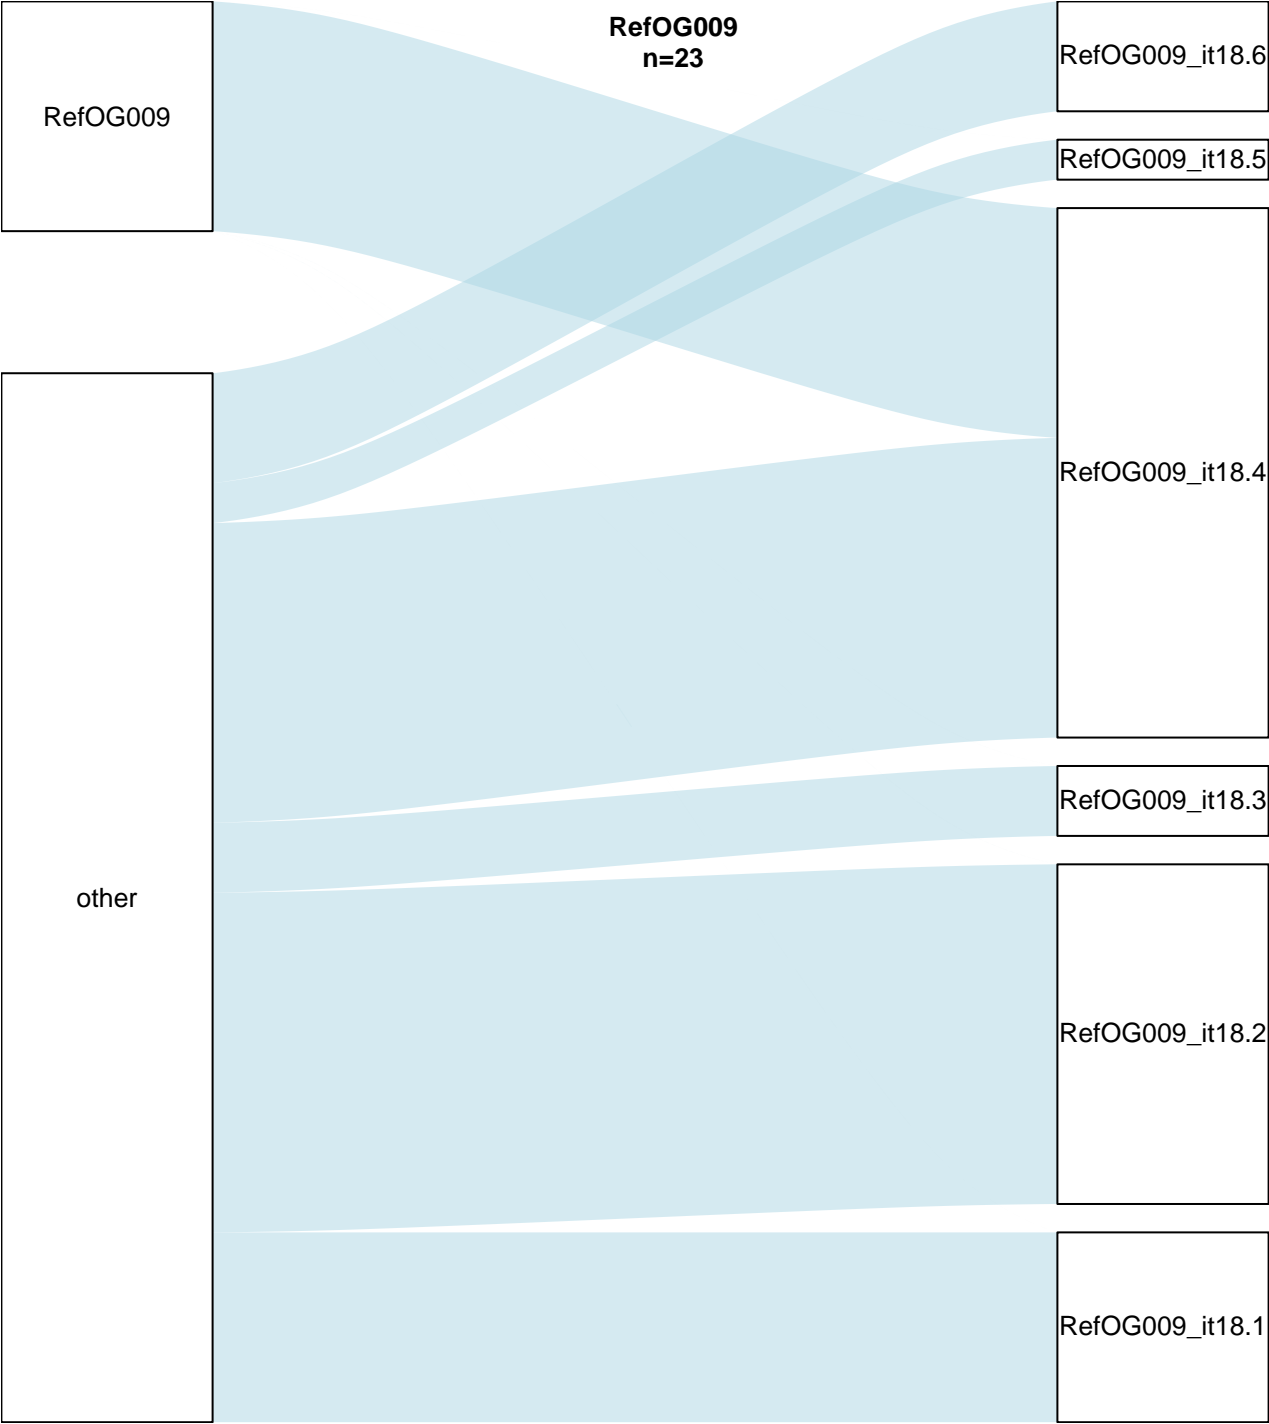 RefOG009
n=23
RefOG009
other
RefOG009_it18.6
RefOG009_it18.5
RefOG009_it18.4
RefOG009_it18.3
RefOG009_it18.2
RefOG009_it18.1